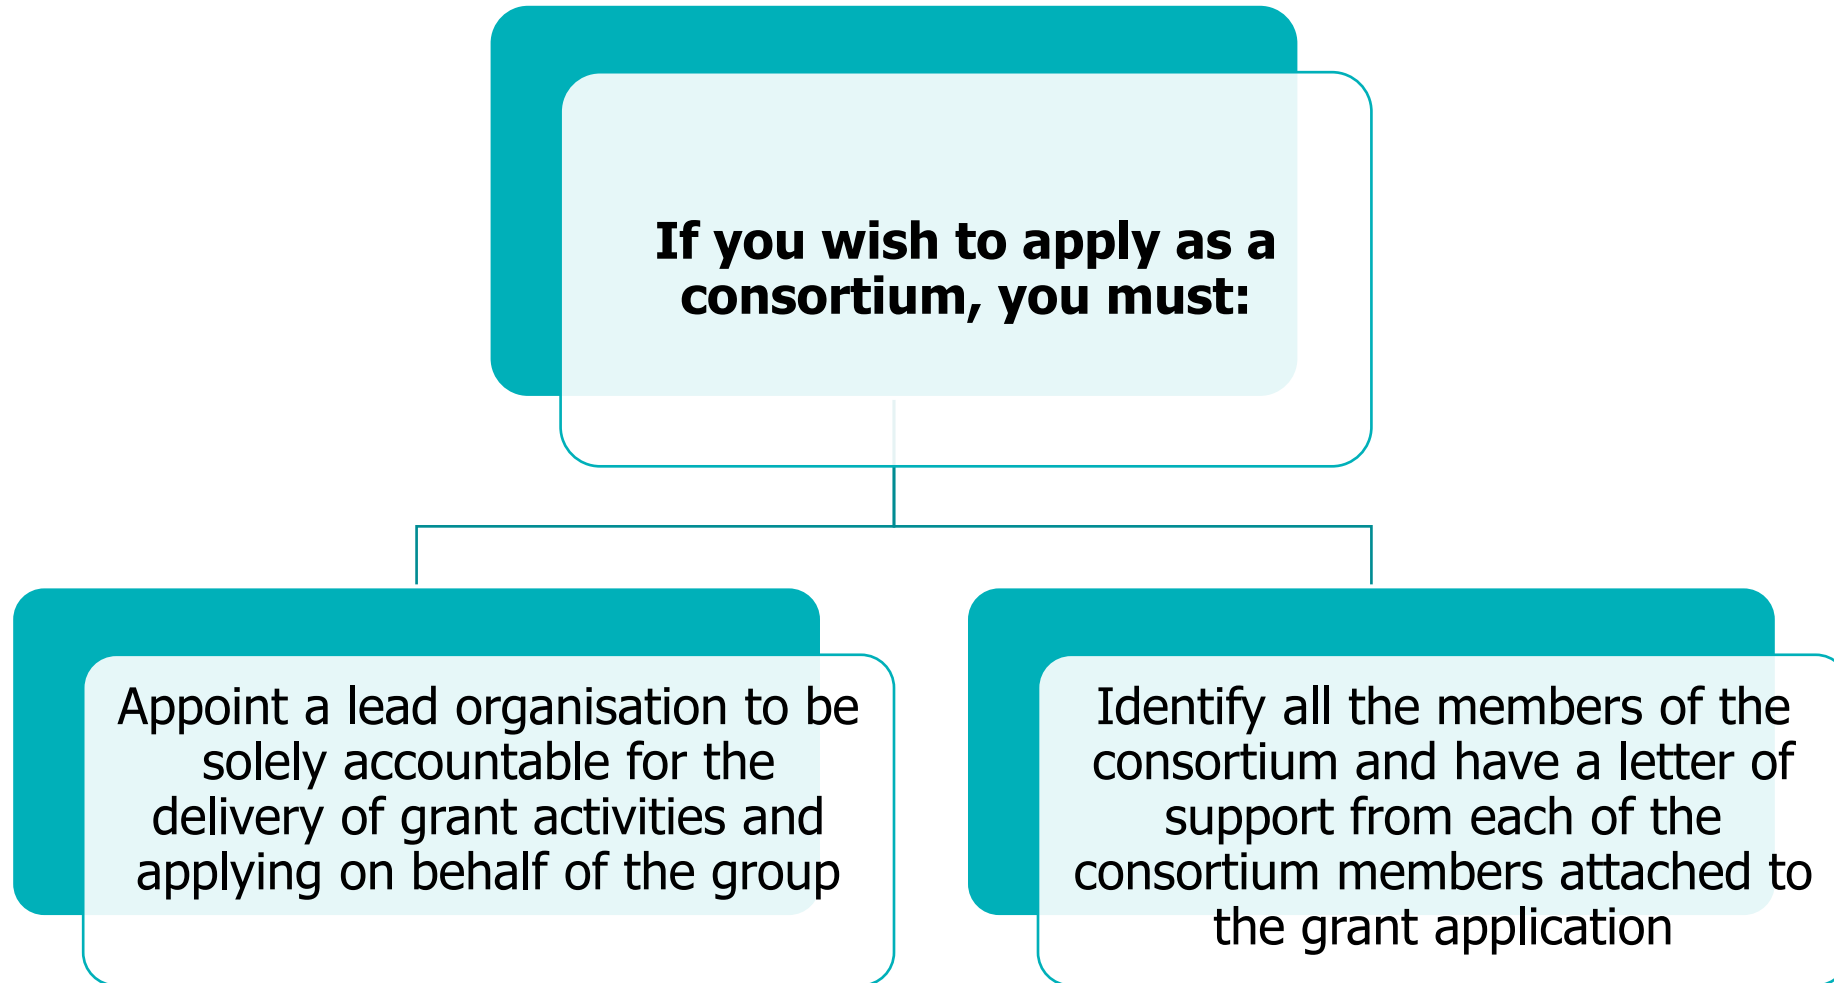 If you wish to apply as a
consortium, you must:
Appoint a lead organisation to be
solely accountable for the
delivery of grant activities and
applying on behalf of the group
Identify all the members of the
consortium and have a letter of
support from each of the
consortium members attached to
the grant application